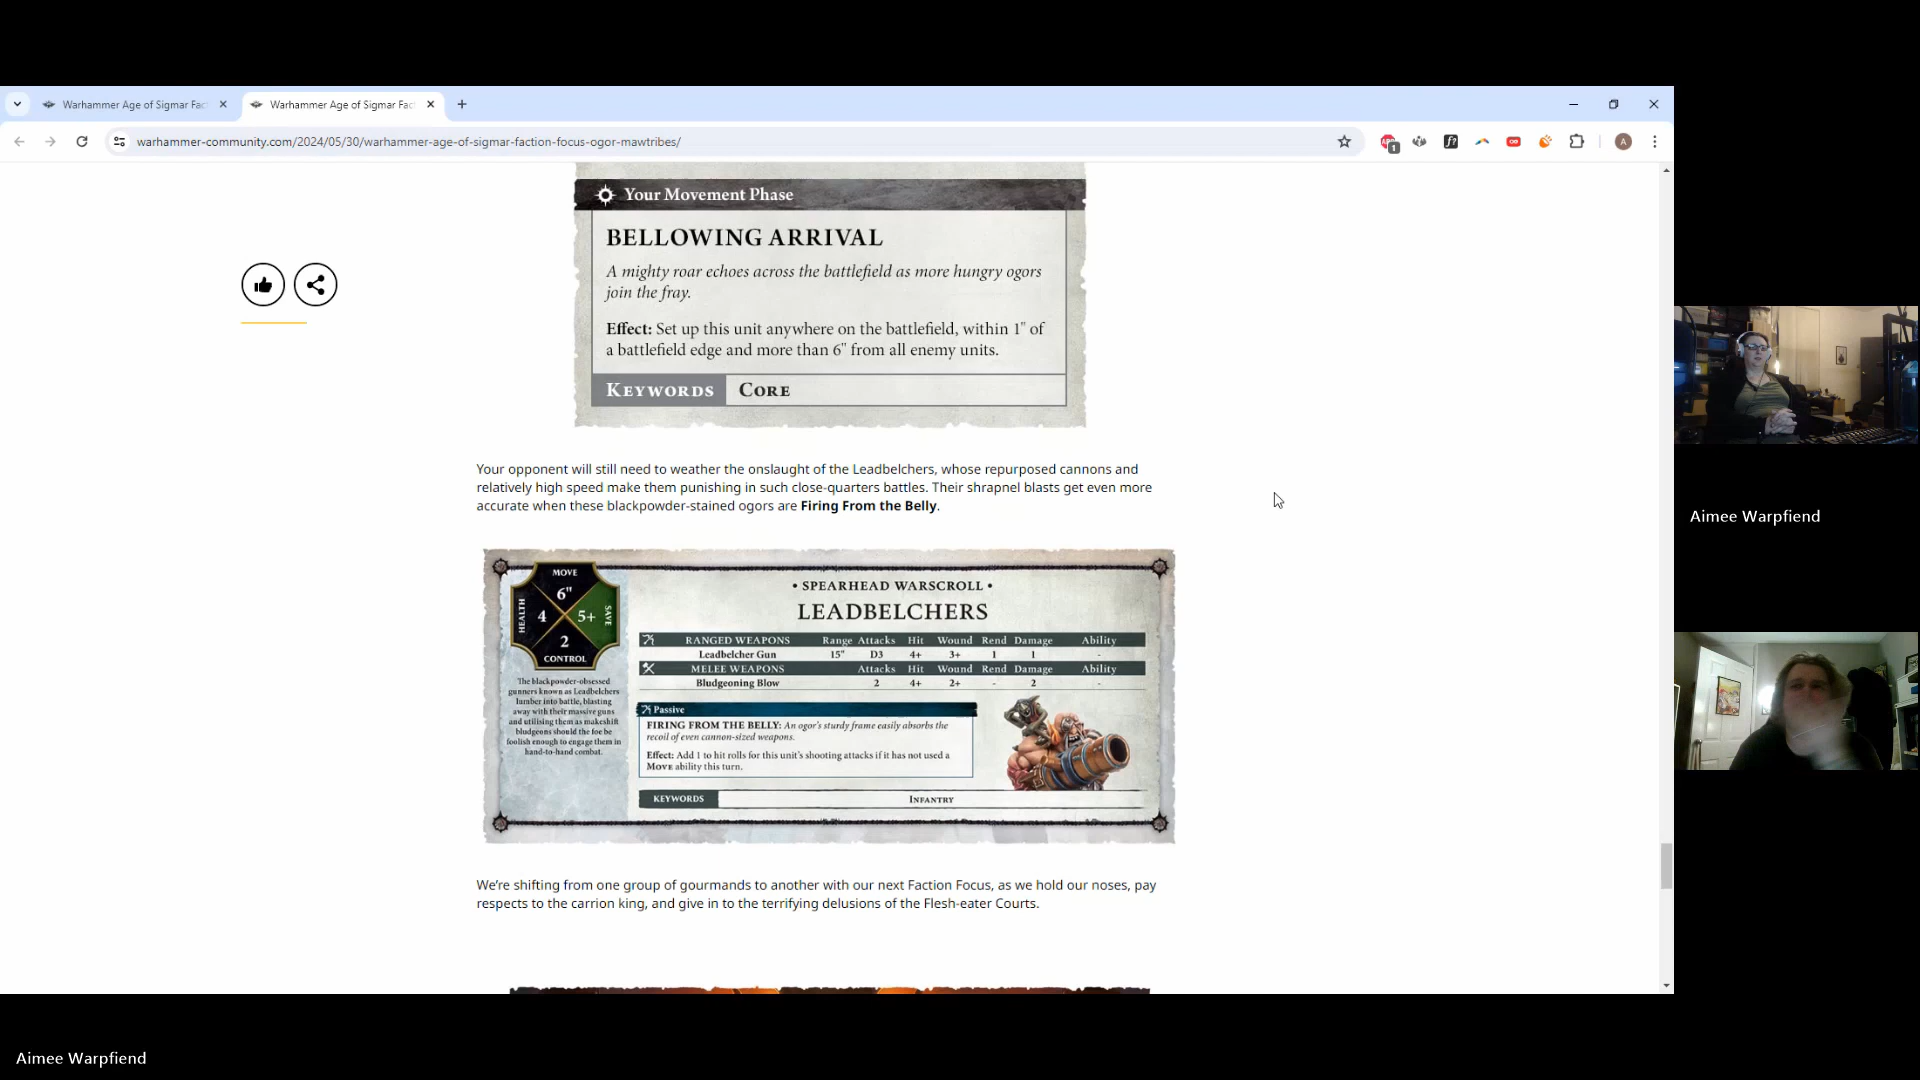 Warhammer Age of Sigmar Fac
Warhammer Age of Sigmar Fac
warhammer-community.com/2024/05/30/warhammer-age-of-sigmar-faction-focus-ogor-mawtribes/
1
A
Your Movement Phase
BELLOWING ARRIVAL
A mighty roar echoes across the battlefield as more hungry ogors
join the fray.
Effect: Set up this unit anywhere on the battlefield, within 1" of
a battlefield edge and more than 6" from all enemy units.
KEYWORDS CORE
Your opponent will still need to weather the onslaught of the Leadbelchers, whose repurposed cannons and
relatively high speed make them punishing in such close-quarters battles. Their shrapnel blasts get even more
accurate when these blackpowder-stained ogors are Firing From the Belly.
MOVE
6"
HEALTH 4 5+ SAVE
2
CONTROL
The blackpowder-obsessed
gunners known as Leadbelchers
lumber into battle, blasting
away with their massive guns
and utilising them as makeshift
bludgeons should the foe be
foolish enough to engage them in
hand-to-hand combat.
• SPEARHEAD WARSCROLL •
LEADBELCHERS
RANGED WEAPONS Range Attacks Hit Wound Rend Damage Ability
Leadbelcher Gun 15" D3 4+ 3+ 1 1 -
MELEE WEAPONS Attacks Hit Wound Rend Damage Ability
Bludgeoning Blow 2 4+ 2+ - 2 -
Passive
FIRING FROM THE BELLY: An ogor's sturdy frame easily absorbs the
recoil of even cannon-sized weapons.
Effect: Add 1 to hit rolls for this unit's shooting attacks if it has not used a
MOVE ability this turn.
KEYWORDS INFANTRY
We're shifting from one group of gourmands to another with our next Faction Focus, as we hold our noses, pay
respects to the carrion king, and give in to the terrifying delusions of the Flesh-eater Courts.
Aimee Warpfiend
Aimee Warpfiend